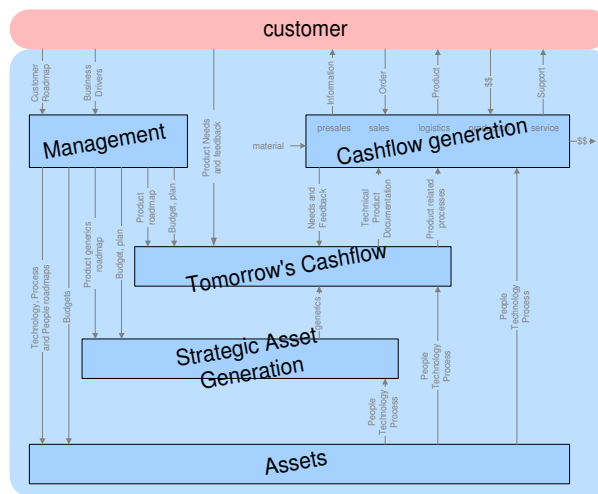 customer
Customer
Roadmap
Business
Drivers
Product Needs
and feedback
Information
Order
Product
$$
Support
Management
material
presales
sales
logistics
service
Cashflow generation
$$
Technology, Process
and People roadmaps
Budgets
Product generics
roadmap
Budget, plan
Product
roadmap
Budget, plan
Needs and
Feedback
Technical
Product
Documentation
Product related
processes
Tomorrow's Cashflow
generics
People
Technology
Process
Strategic Asset
Generation
People
Technology
Process
People
Technology
Process
Assets